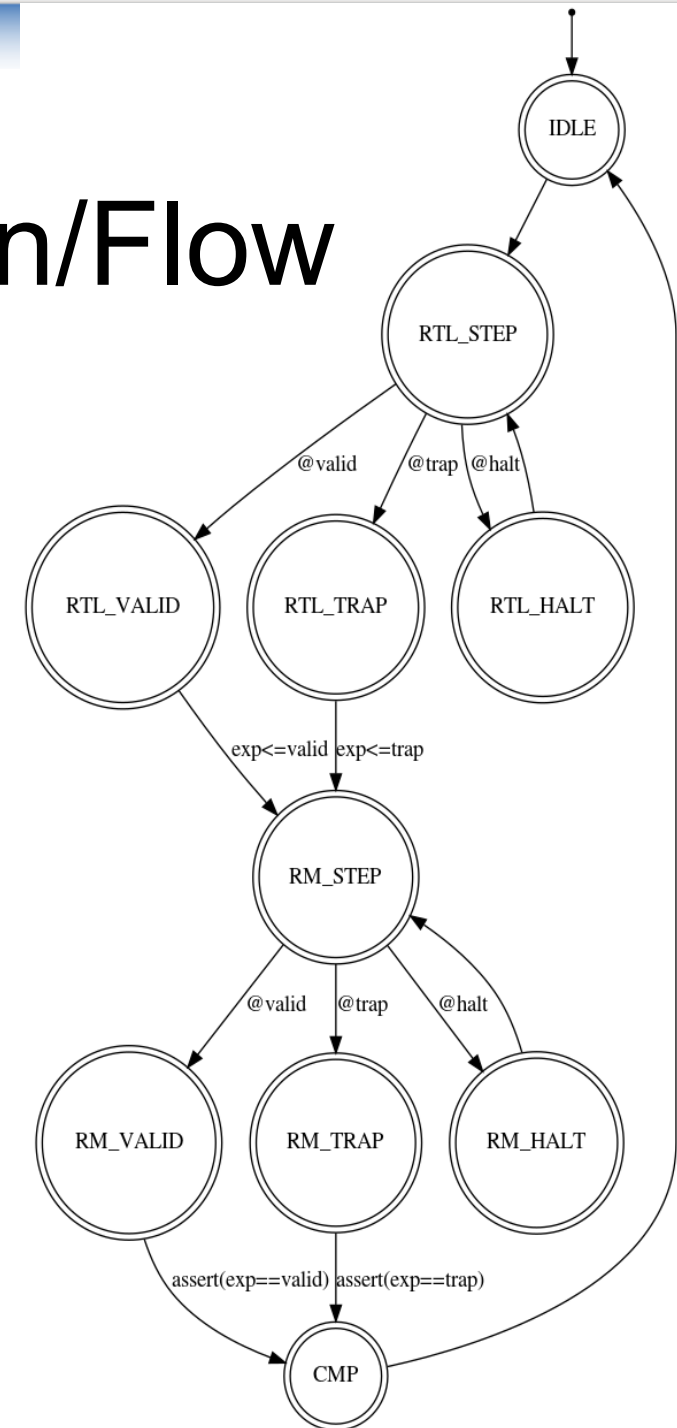 IDLE
n/Flow
RTL_STEP
@valid
@trap
@halt
RTL_VALID
RTL_TRAP
RTL_HALT
exp<=valid
exp<=trap
RM_STEP
@valid
@trap
@halt
RM_VALID
RM_TRAP
RM_HALT
assert(exp==valid)
assert(exp==trap)
CMP